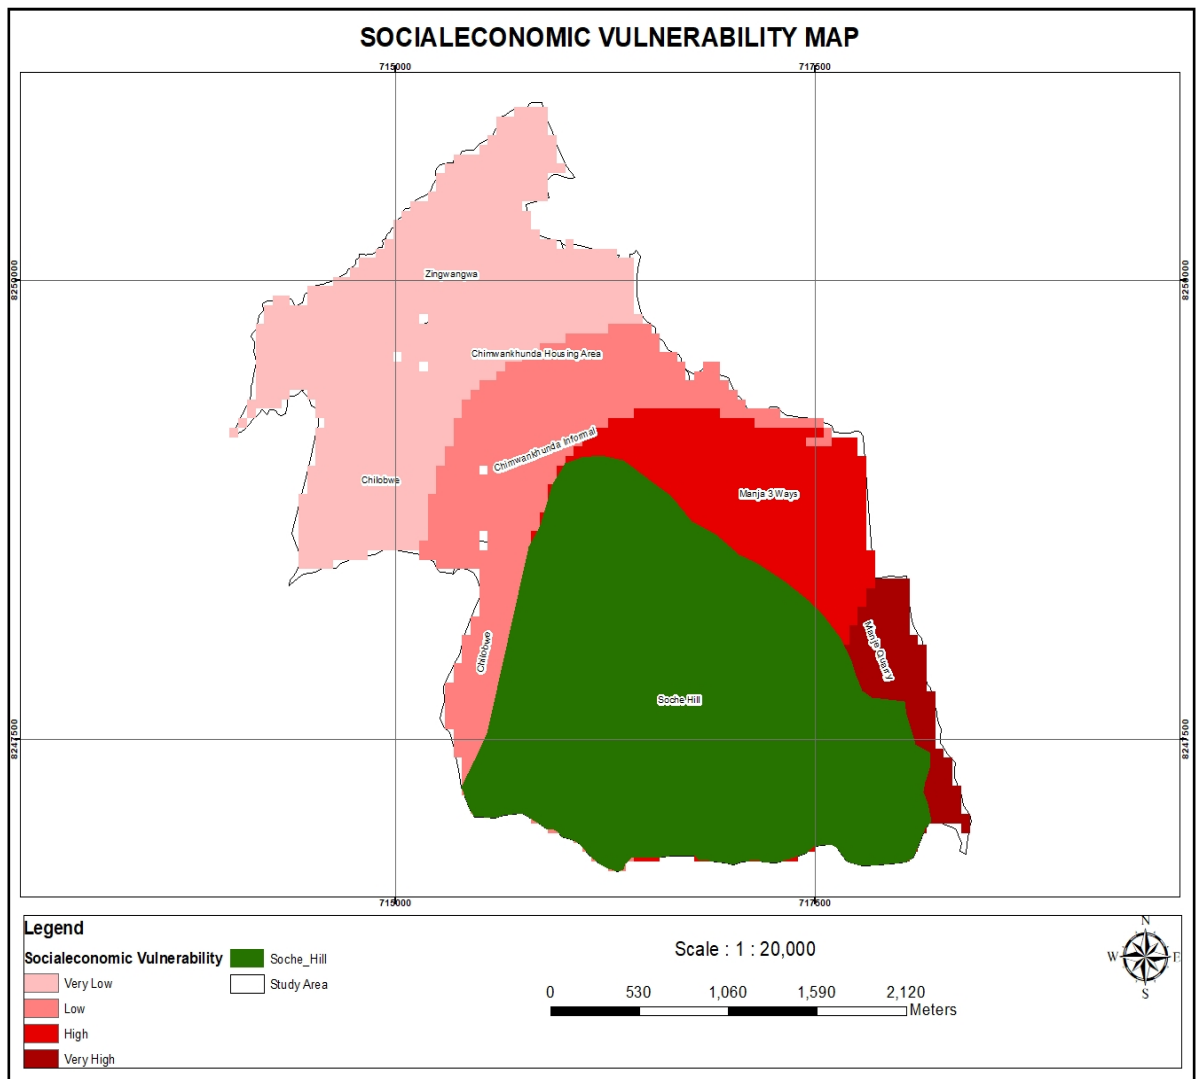 SOCIALECONOMIC VULNERABILITY MAP
715000
717500
8250000
8250000
Zingwangwa
Chimwankhunda Housing Area
Chimwankhunda Informal
Chilobwe
Manja 3 Ways
Chilobwe
Manje Quarry
Soche Hill
8247500
8247500
715000
717500
Legend
Socialeconomic Vulnerability
Very Low
Low
High
Very High
Soche_Hill
Study Area
Scale : 1 : 20,000
0 530 1,060 1,590 2,120
Meters
N
W E
S